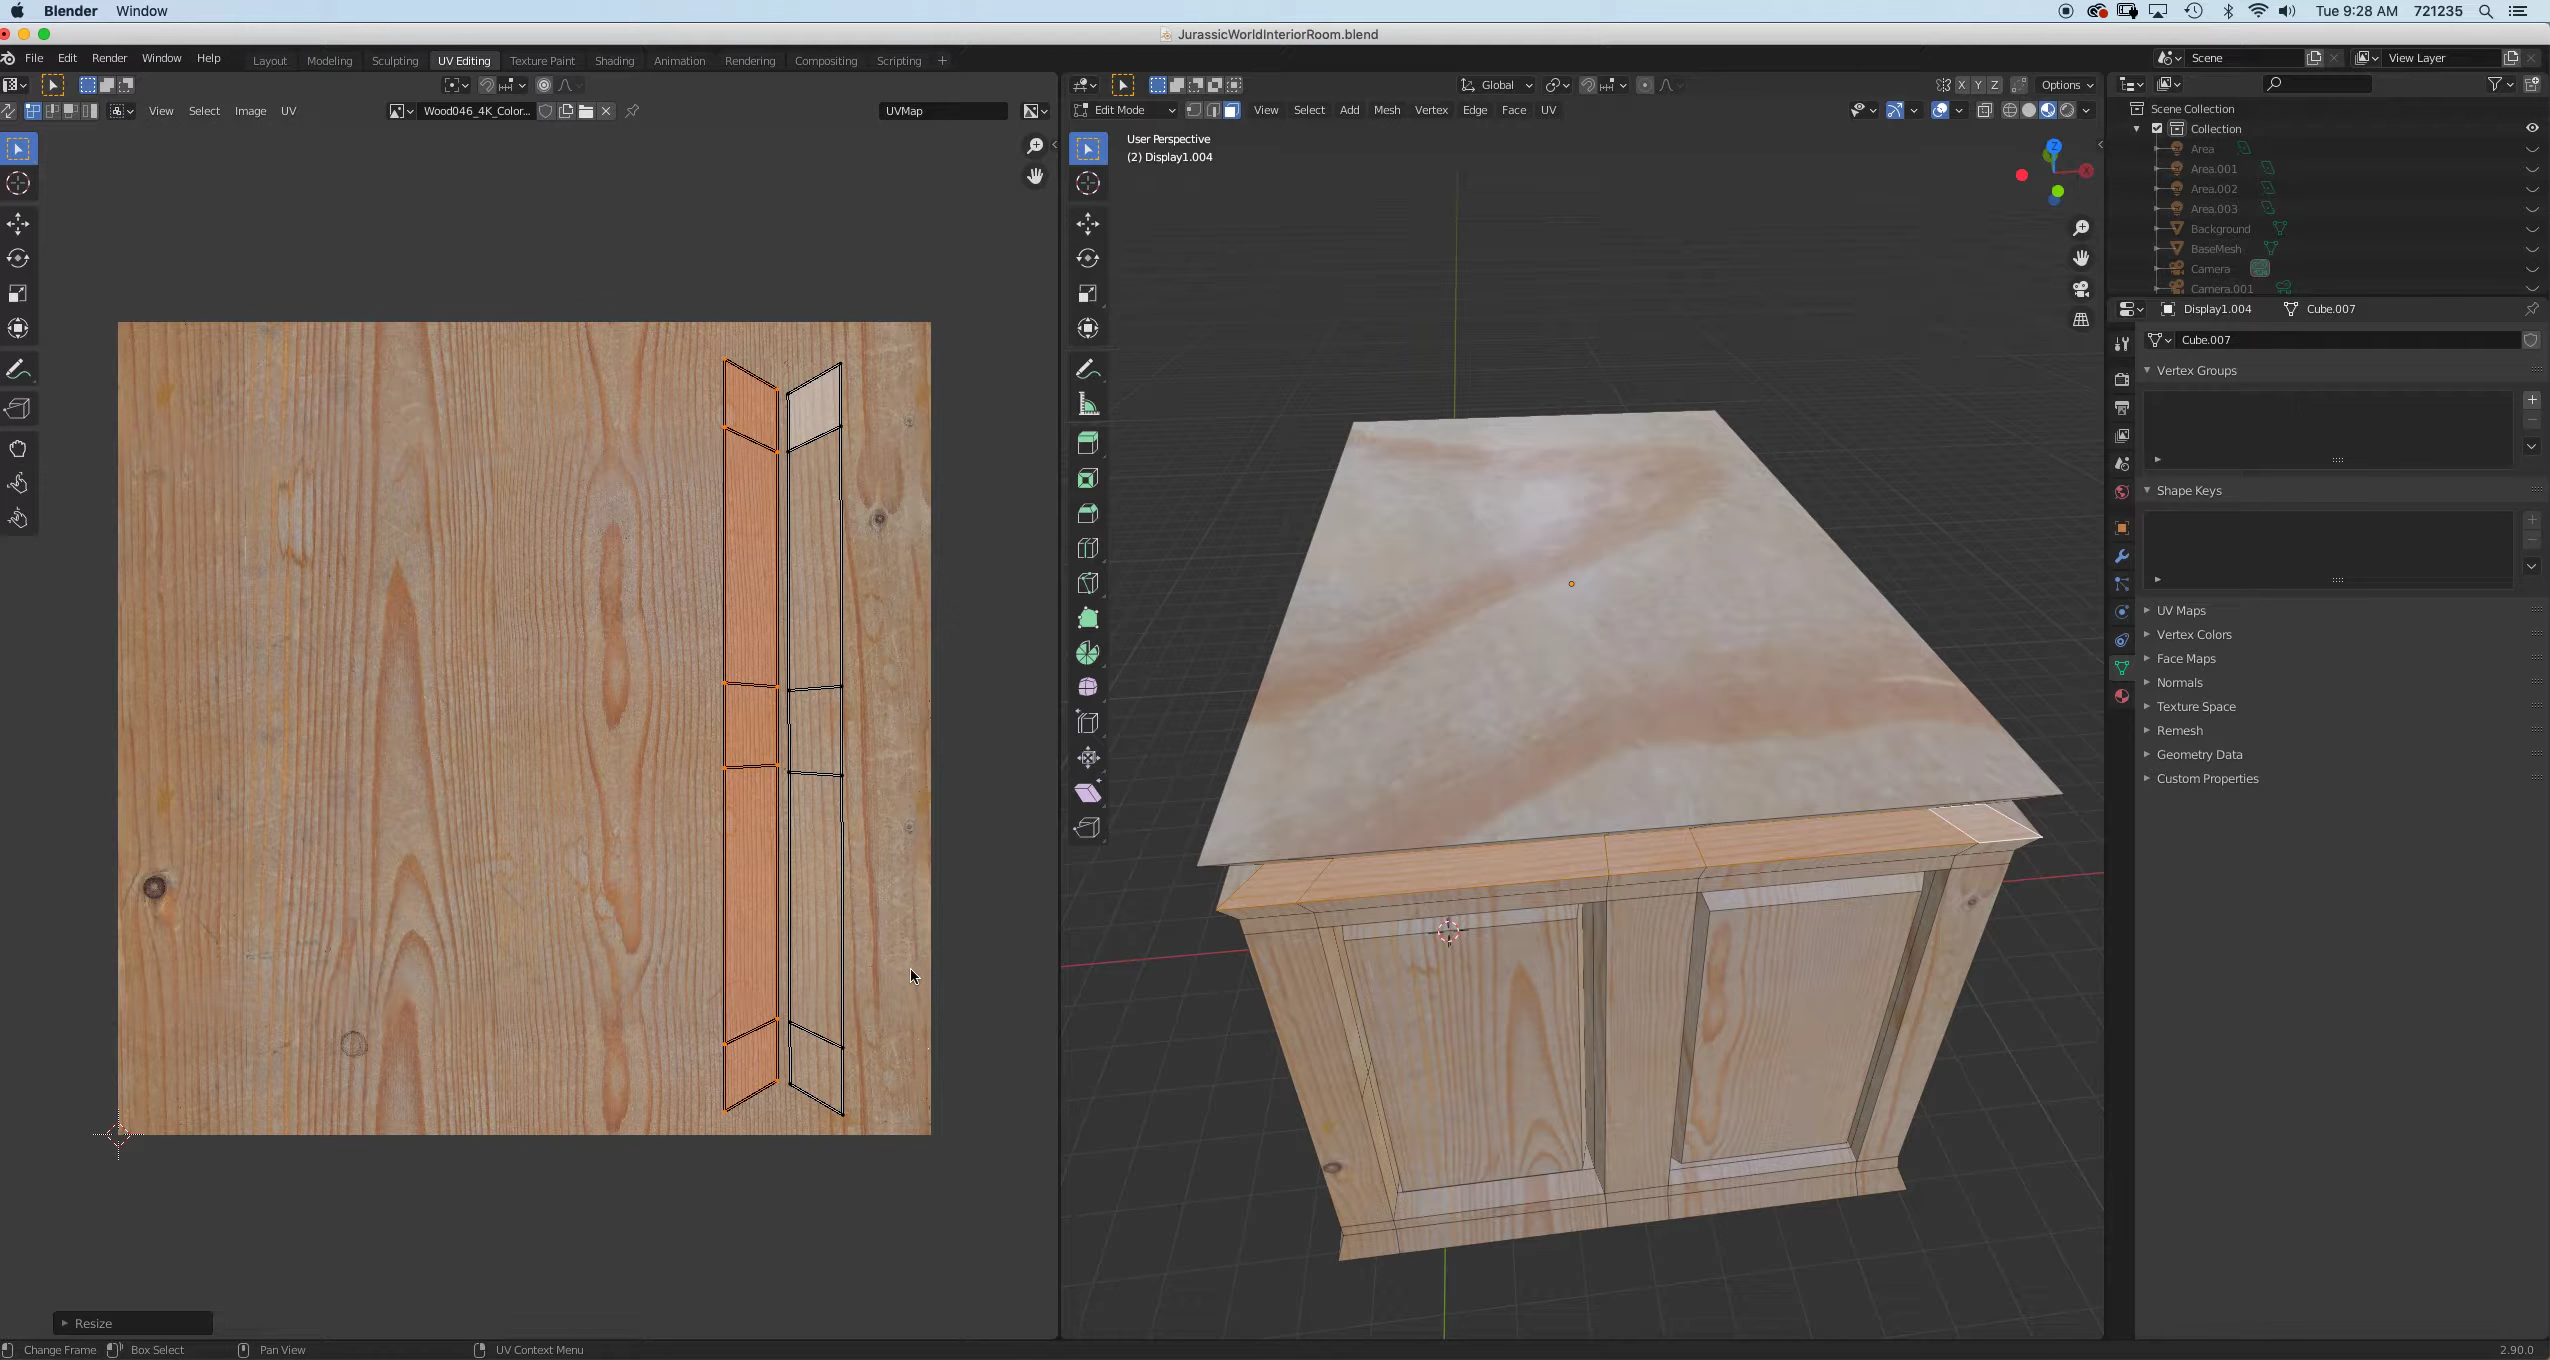 Blender Window Tue 9:28 AM 721235
JurassicWorldInteriorRoom.blend
File Edit Render Window Help Layout Modeling Sculpting UV Editing Texture Paint Shading Animation Rendering Compositing Scripting + Scene View Layer
Global X Y Z Options
View Select Image UV Wood046_4K_Color... UVMap Edit Mode View Select Add Mesh Vertex Edge Face UV
Scene Collection
Collection
Area
Area.001
Area.002
Area.003
Background
BaseMesh
Camera
Camera.001
User Perspective
(2) Display1.004
Z
X
Display1.004 Cube.007
Cube.007
Vertex Groups
Shape Keys
UV Maps
Vertex Colors
Face Maps
Normals
Texture Space
Remesh
Geometry Data
Custom Properties
Resize
Change Frame Box Select Pan View UV Context Menu 2.90.0